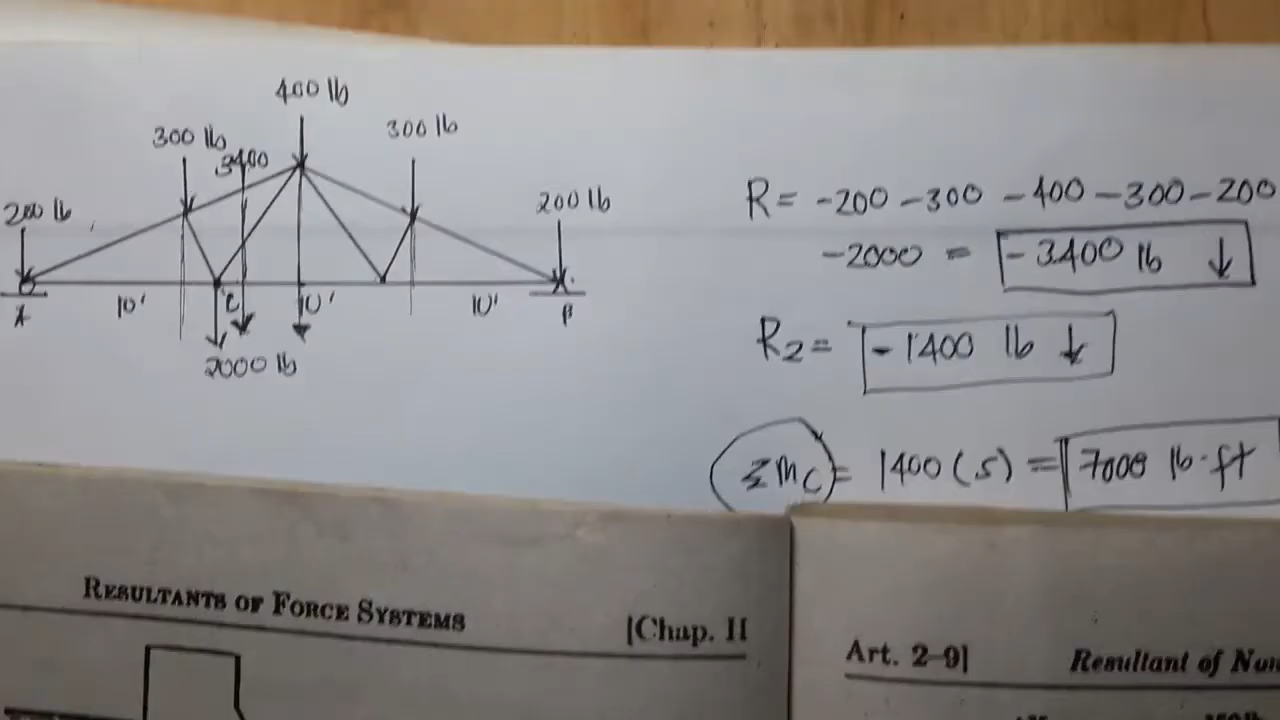 400 lb
300 lb
300 lb
3400
200 lb
200 lb
10'
C
10'
10'
A
B
2000 lb
R = -200 -300 -400 -300 -200
-2000 = -3400 lb ↓
R2 = -1400 lb ↓
ΣMC = 1400 (5) = 7000 lb·ft
RESULTANTS OF FORCE SYSTEMS [Chap. II
Art. 2-9] Resultant of